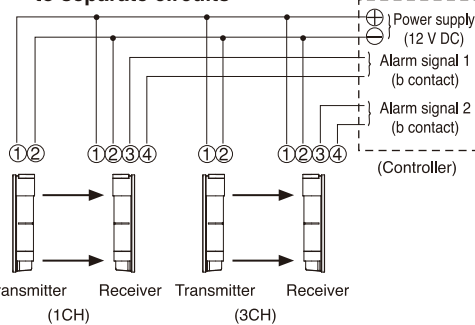 to separate circuits
⊕ Power supply
⊖ (12 V DC)
Alarm signal 1
(b contact)
Alarm signal 2
(b contact)
(Controller)
①② ①②③④ ①② ①②③④
ransmitter Receiver Transmitter Receiver
(1CH) (3CH)